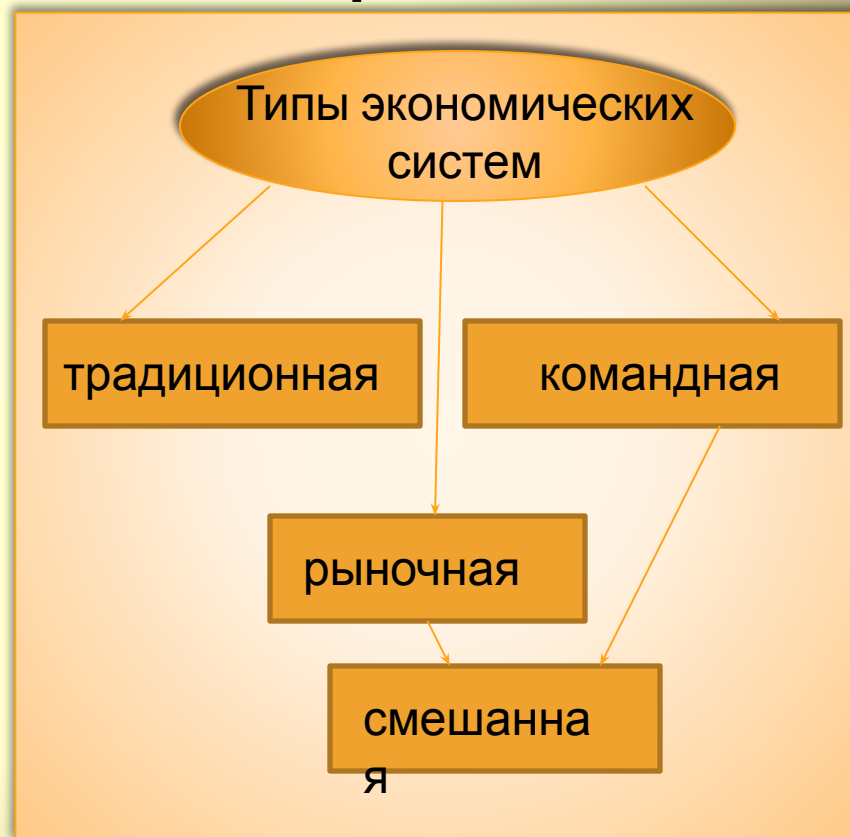 Типы экономических
систем
традиционная
командная
рыночная
смешанна
я